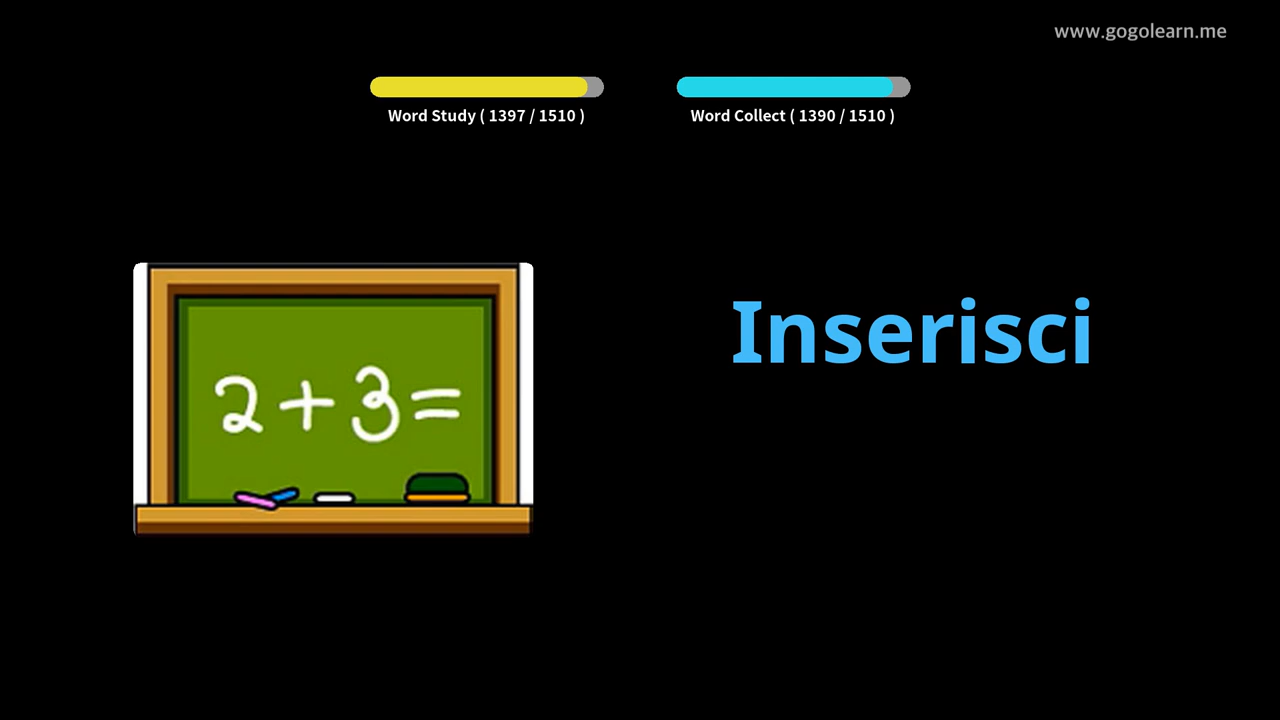 www.gogolearn.me
Word Study ( 1397 / 1510 )
Word Collect ( 1390 / 1510 )
2 + 3 =
Inserisci